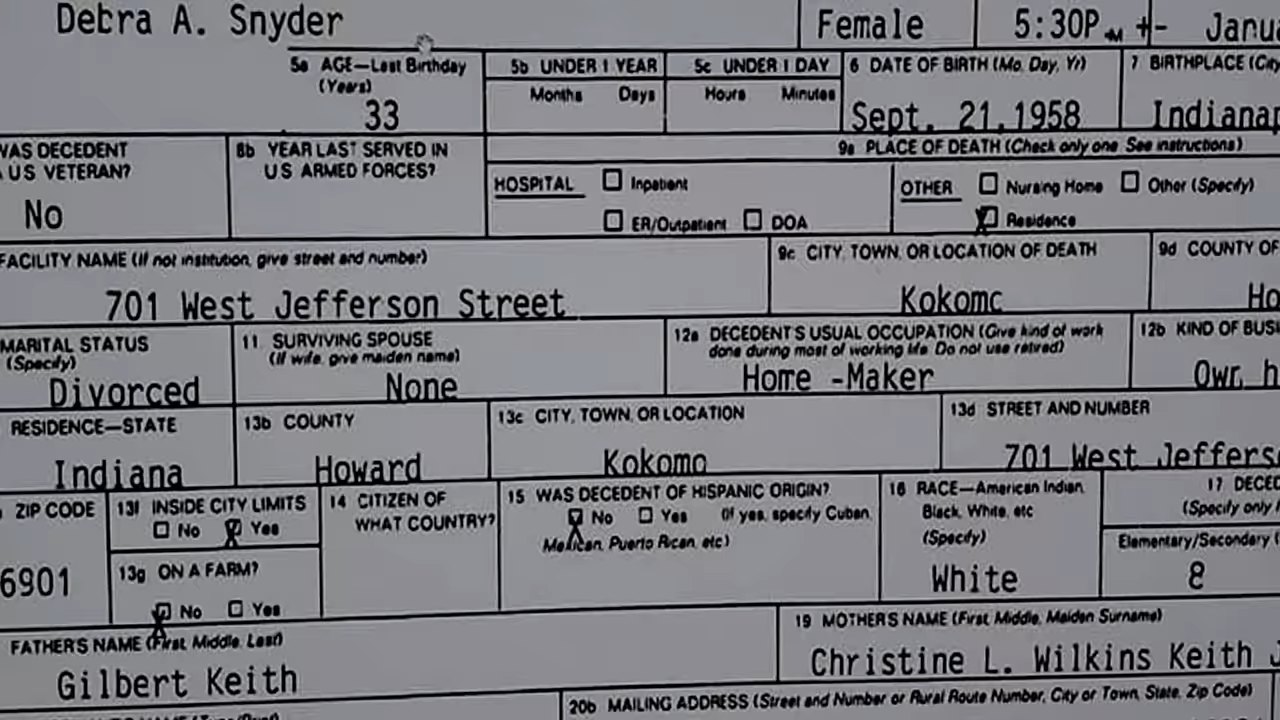 Debra A. Snyder Female 5:30P M +- Janu
5a AGE—Last Birthday (Years) 33 5b UNDER 1 YEAR Months Days 5c UNDER 1 DAY Hours Minutes 6 DATE OF BIRTH (Mo, Day, Yr) Sept. 21, 1958 7 BIRTHPLACE (City Indianap
WAS DECEDENT A US VETERAN? No 8b YEAR LAST SERVED IN US ARMED FORCES? 9a PLACE OF DEATH (Check only one See instructions)
HOSPITAL Inpatient ER/Outpatient DOA OTHER Nursing Home Other (Specify) X Residence
FACILITY NAME (If not institution, give street and number) 9c CITY, TOWN, OR LOCATION OF DEATH 9d COUNTY OF
701 West Jefferson Street Kokomo Ho
MARITAL STATUS (Specify) Divorced 11 SURVIVING SPOUSE (If wife, give maiden name) None 12a DECEDENT'S USUAL OCCUPATION (Give kind of work done during most of working life Do not use retired) Home -Maker 12b KIND OF BUSI Own h
RESIDENCE—STATE 13b COUNTY 13c CITY, TOWN, OR LOCATION 13d STREET AND NUMBER
Indiana Howard Kokomo 701 West Jeffers
ZIP CODE 6901 13f INSIDE CITY LIMITS No X Yes 13g ON A FARM? X No Yes 14 CITIZEN OF WHAT COUNTRY? 15 WAS DECEDENT OF HISPANIC ORIGIN? X No Yes (If yes, specify Cuban, Mexican, Puerto Rican, etc) 16 RACE—American Indian, Black, White, etc (Specify) White 17 DECED (Specify only Elementary/Secondary ( 8
FATHER'S NAME (First, Middle, Last) 19 MOTHER'S NAME (First, Middle, Maiden Surname)
Gilbert Keith Christine L. Wilkins Keith J
20b MAILING ADDRESS (Street and Number or Rural Route Number, City or Town, State, Zip Code)